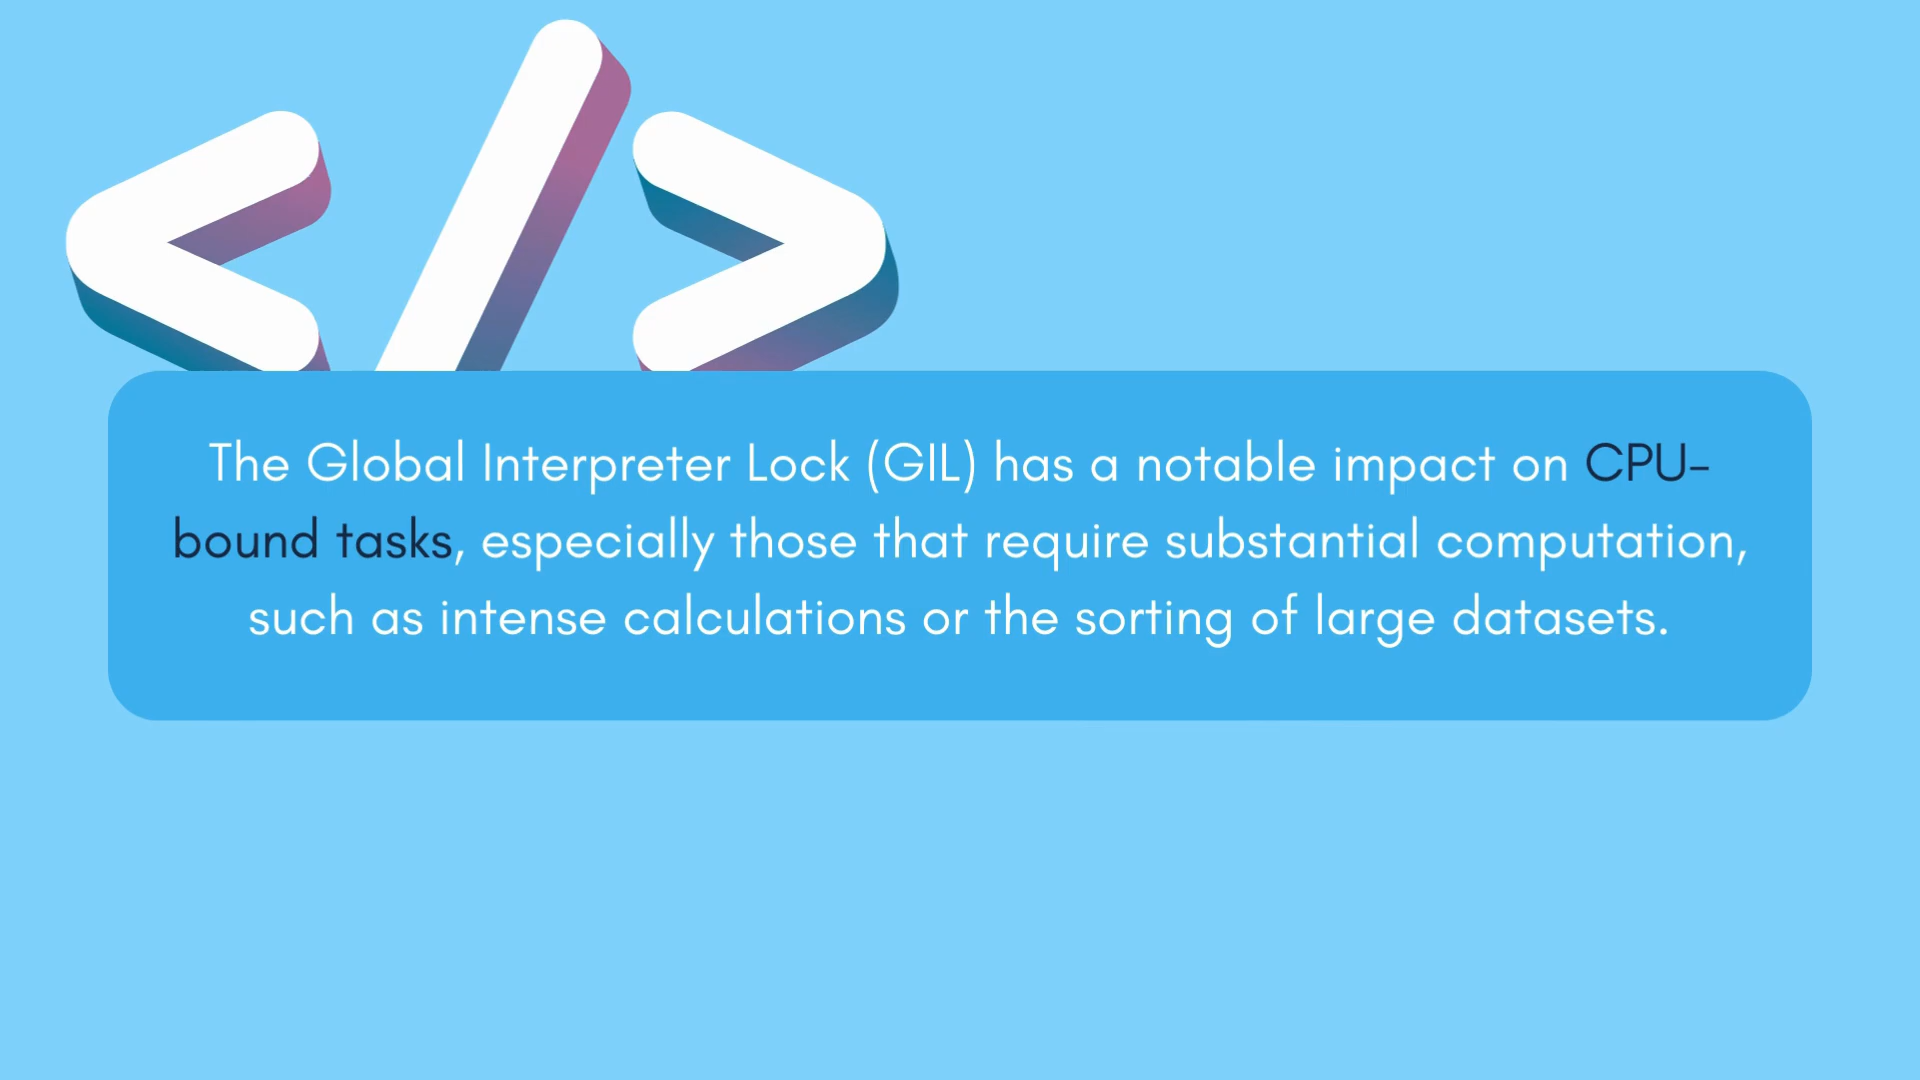 The Global Interpreter Lock (GIL) has a notable impact on CPU-
bound tasks, especially those that require substantial computation,
such as intense calculations or the sorting of large datasets.